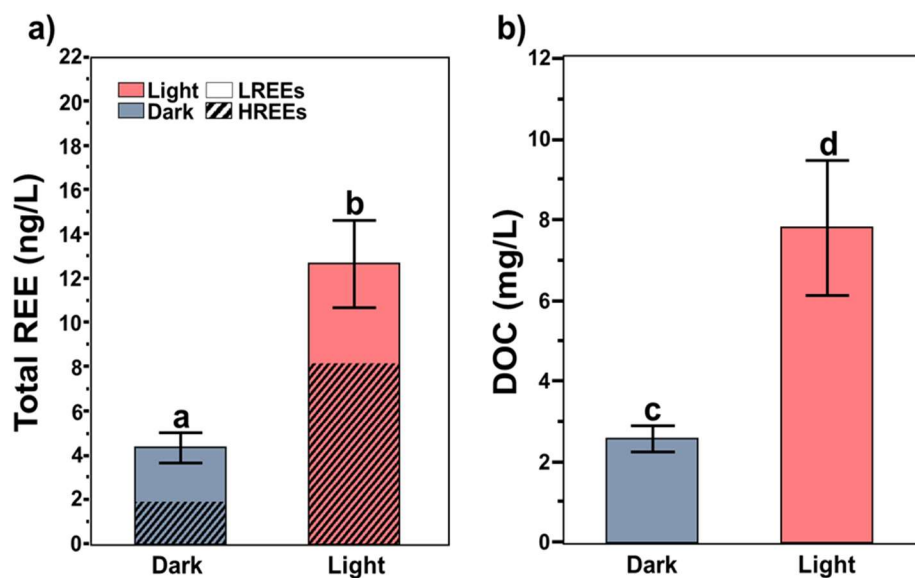 a)
Total REE (ng/L)
22
20
18
16
14
12
10
8
6
4
2
0
Light LREEs
Dark HREEs
a
b
Dark Light
b)
DOC (mg/L)
12
10
8
6
4
2
0
c
d
Dark Light